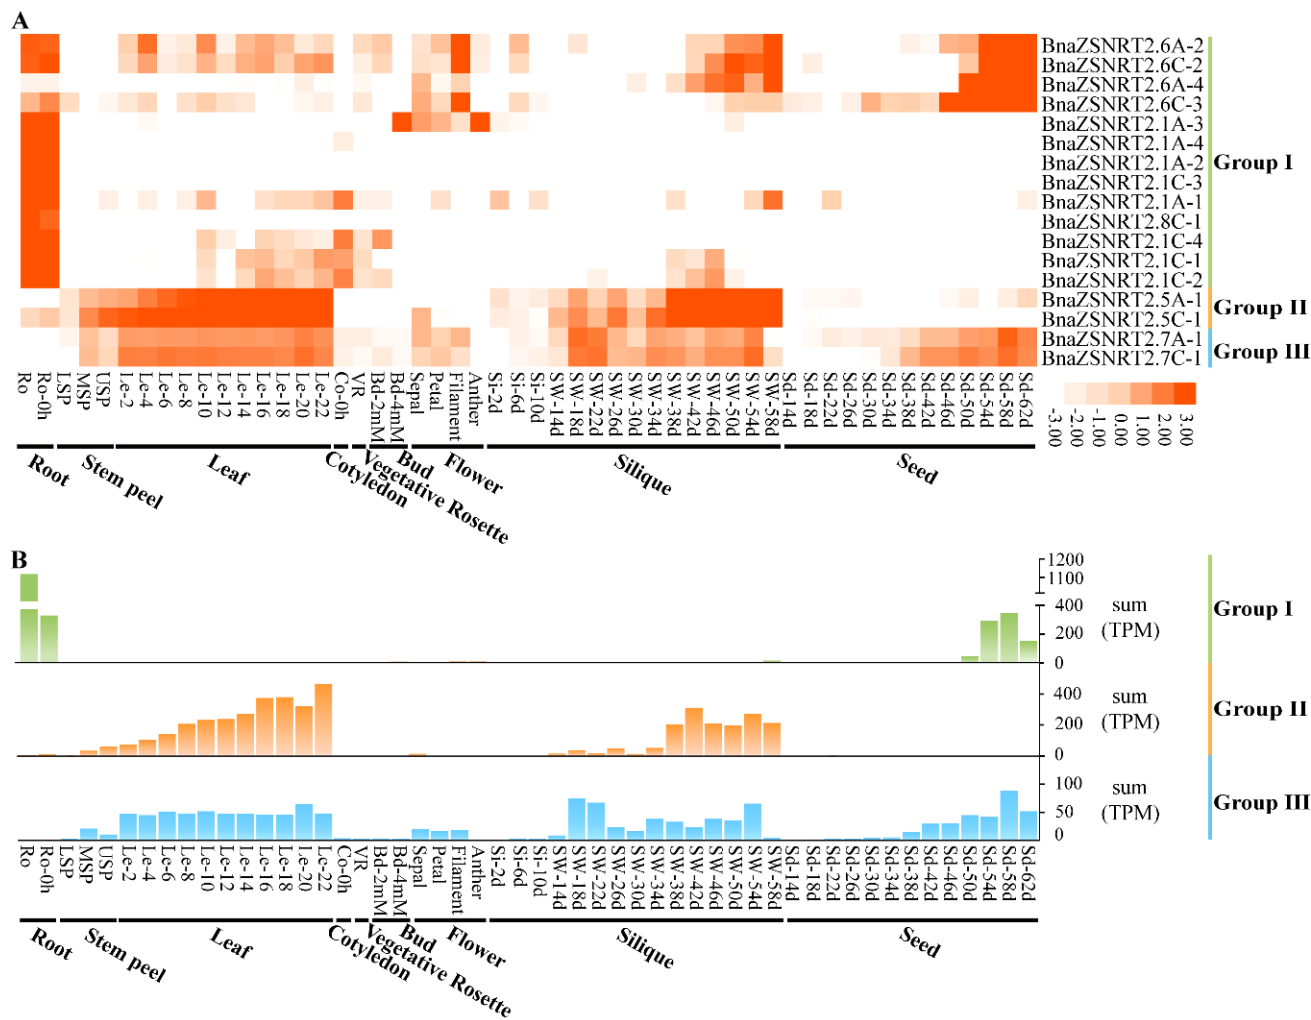 A
BnaZSNRT2.6A-2
BnaZSNRT2.6C-2
BnaZSNRT2.6A-4
BnaZSNRT2.6C-3
BnaZSNRT2.1A-3
BnaZSNRT2.1A-4
BnaZSNRT2.1A-2
BnaZSNRT2.1C-3
BnaZSNRT2.1A-1
BnaZSNRT2.8C-1
BnaZSNRT2.1C-4
BnaZSNRT2.1C-1
BnaZSNRT2.1C-2
BnaZSNRT2.5A-1
BnaZSNRT2.5C-1
BnaZSNRT2.7A-1
BnaZSNRT2.7C-1
Group I
Group II
Group III
Ro
Ro-0h
LSP
MSP
USP
Le-2
Le-4
Le-6
Le-8
Le-10
Le-12
Le-14
Le-16
Le-18
Le-20
Le-22
Co-0h
VR
Bd-2mM
Bd-4mM
Sepal
Petal
Filament
Anther
Si-2d
Si-6d
Si-10d
SW-14d
SW-18d
SW-22d
SW-26d
SW-30d
SW-34d
SW-38d
SW-42d
SW-46d
SW-50d
SW-54d
SW-58d
Sd-14d
Sd-18d
Sd-22d
Sd-26d
Sd-30d
Sd-34d
Sd-38d
Sd-42d
Sd-46d
Sd-50d
Sd-54d
Sd-58d
Sd-62d
-3.00
-2.00
-1.00
0.00
1.00
2.00
3.00
Root
Stem peel
Leaf
Cotyledon
Vegetative Rosette
Bud
Flower
Silique
Seed
B
1200
1100
400
200
0
sum
(TPM)
Group I
400
200
0
sum
(TPM)
Group II
100
50
0
sum
(TPM)
Group III
Ro
Ro-0h
LSP
MSP
USP
Le-2
Le-4
Le-6
Le-8
Le-10
Le-12
Le-14
Le-16
Le-18
Le-20
Le-22
Co-0h
VR
Bd-2mM
Bd-4mM
Sepal
Petal
Filament
Anther
Si-2d
Si-6d
Si-10d
SW-14d
SW-18d
SW-22d
SW-26d
SW-30d
SW-34d
SW-38d
SW-42d
SW-46d
SW-50d
SW-54d
SW-58d
Sd-14d
Sd-18d
Sd-22d
Sd-26d
Sd-30d
Sd-34d
Sd-38d
Sd-42d
Sd-46d
Sd-50d
Sd-54d
Sd-58d
Sd-62d
Root
Stem peel
Leaf
Cotyledon
Vegetative Rosette
Bud
Flower
Silique
Seed